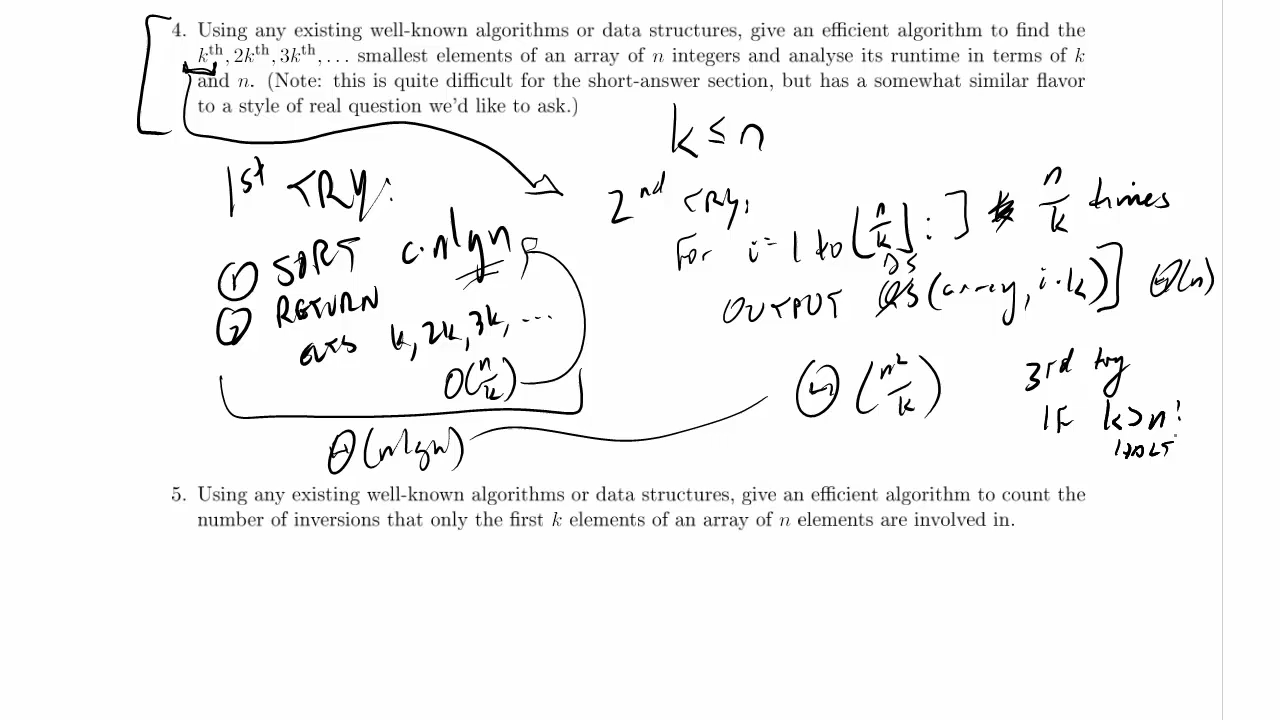 4. Using any existing well-known algorithms or data structures, give an efficient algorithm to find the
kth, 2kth, 3kth, ... smallest elements of an array of n integers and analyse its runtime in terms of k
and n. (Note: this is quite difficult for the short-answer section, but has a somewhat similar flavor
to a style of real question we'd like to ask.)
k ≤ n
1st TRY:
① SORT c·nlgn
② RETURN
elts k, 2k, 3k, ...
O(n/k)
Θ(nlgn)
2nd TRY:
For i=1 to ⌊n/k⌋: ] n/k times
OUTPUT DS(array, i·k)] Θ(n)
Θ(n²/k)
3rd try
IF k>n:
HALT
5. Using any existing well-known algorithms or data structures, give an efficient algorithm to count the
number of inversions that only the first k elements of an array of n elements are involved in.